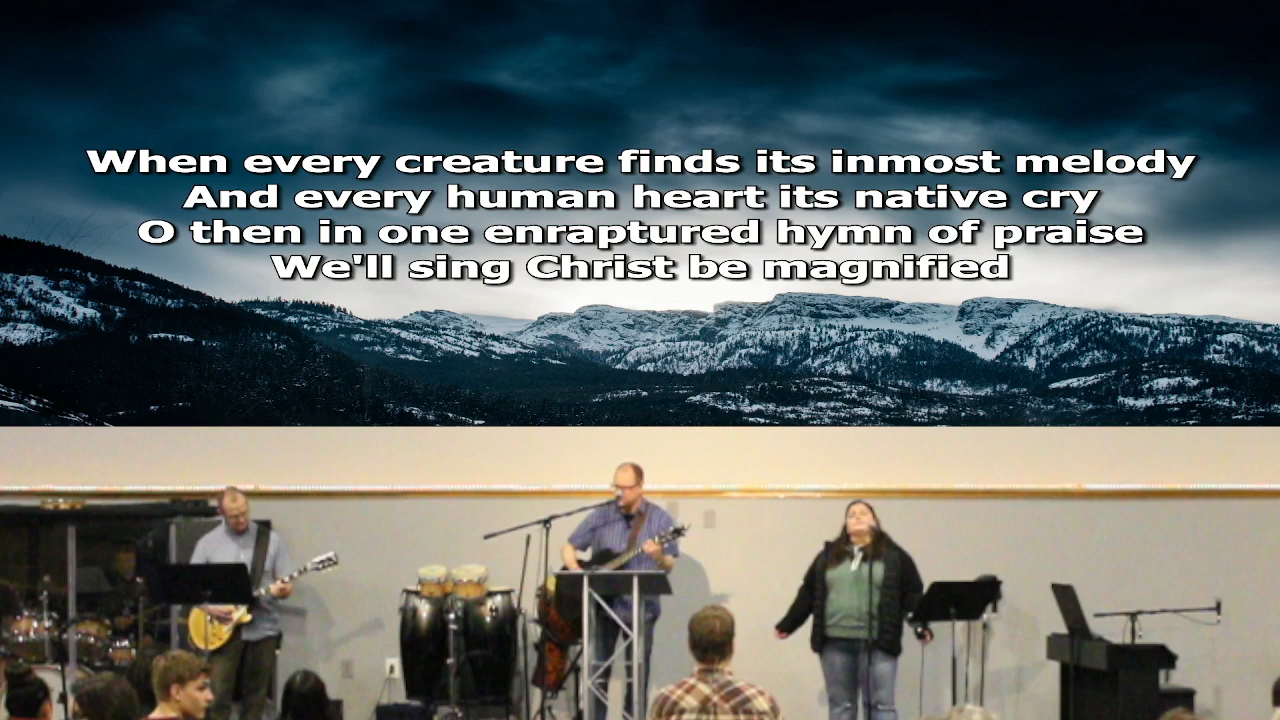 When every creature finds its inmost melody
And every human heart its native cry
O then in one enraptured hymn of praise
We'll sing Christ be magnified